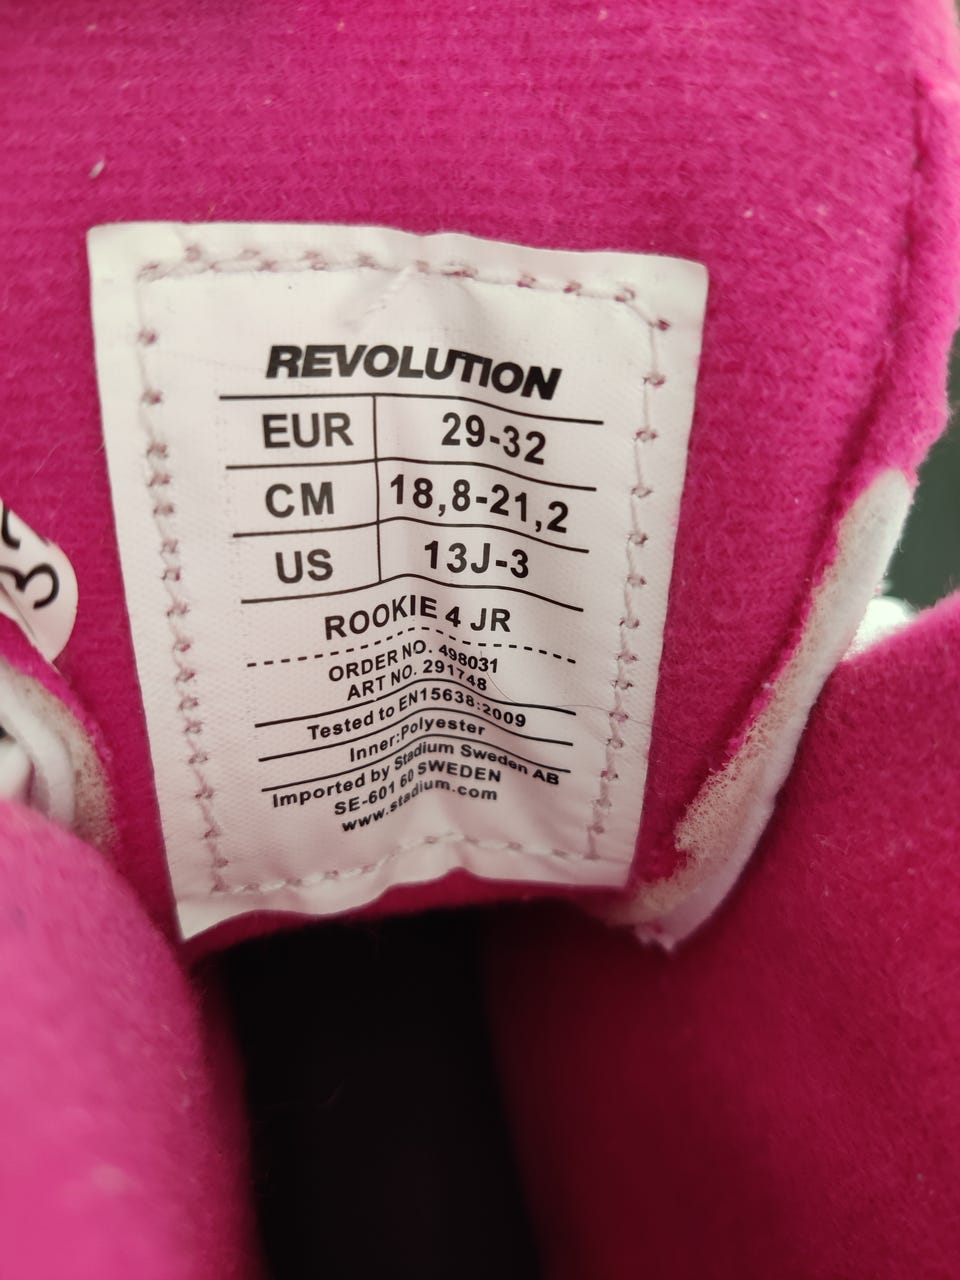 REVOLUTION
EUR 29-32
CM 18,8-21,2
US 13J-3
ROOKIE 4 JR
ORDER NO. 498031
ART NO. 291748
Tested to EN15638:2009
Inner:Polyester
Imported by Stadium Sweden AB
SE-601 60 SWEDEN
www.stadium.com